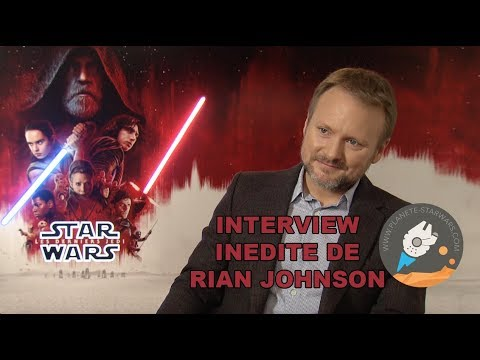 STAR
LES DERNIERS JEDI
WARS
INTERVIEW
INEDITE DE
RIAN JOHNSON
WWW.PLANETE-STARWARS.COM